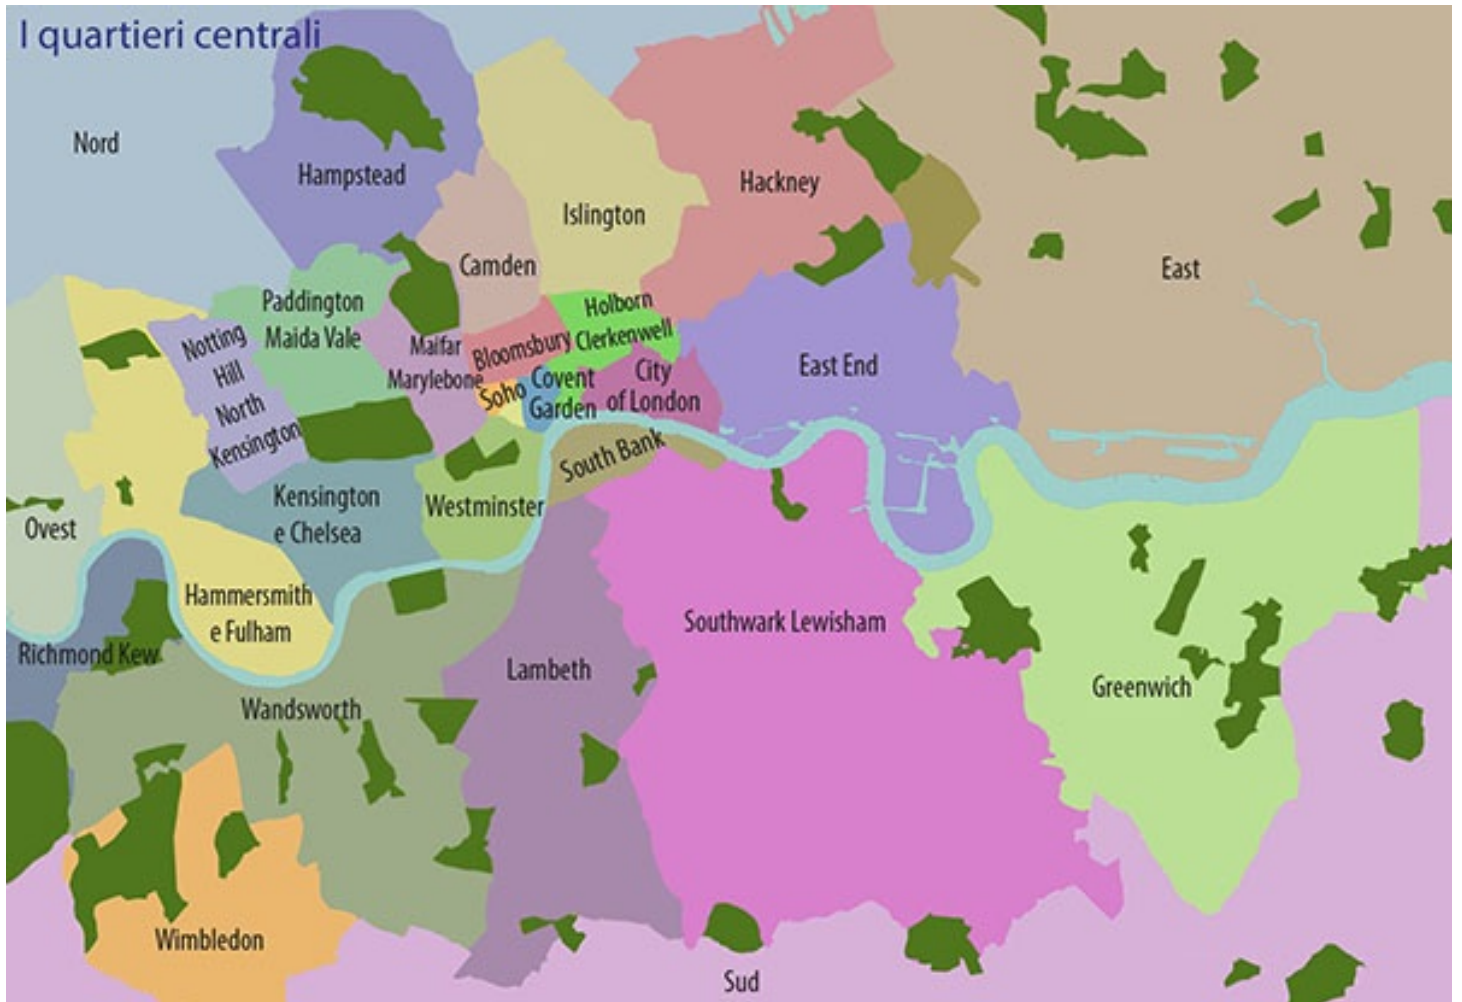 I quartieri centrali
Nord
Hampstead
Hackney
Islington
Camden
East
Paddington
Maida Vale
Holborn
Clerkenwell
Notting
Hill
North
Kensington
Maifar
Marylebone
Bloomsbury
Soho
Covent
Garden
City
of London
East End
South Bank
Kensington
e Chelsea
Westminster
Ovest
Hammersmith
e Fulham
Richmond Kew
Southwark Lewisham
Lambeth
Greenwich
Wandsworth
Wimbledon
Sud